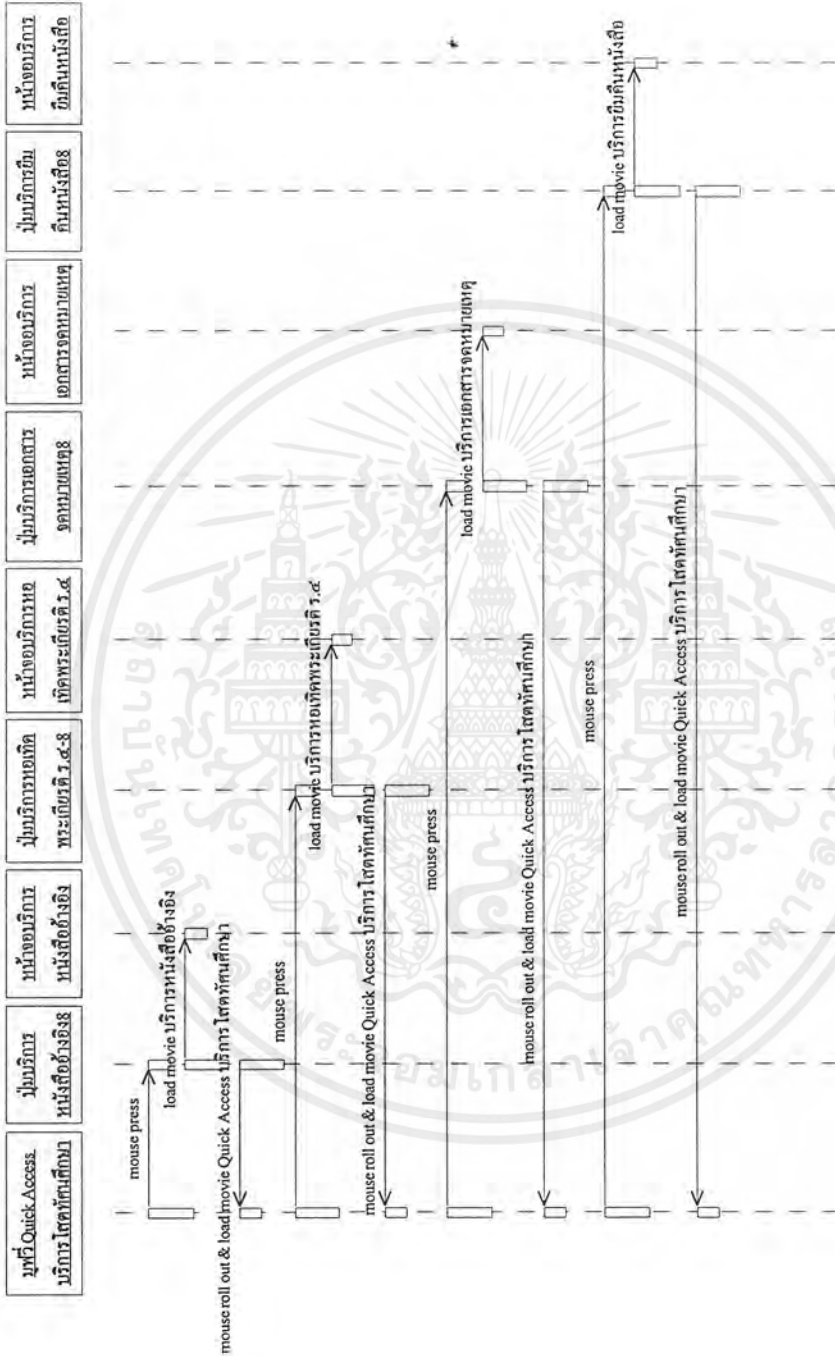 มูฟวี่ Quick Access
บริการโสตทัศนศึกษา
ปุ่มบริการ
หนังสืออ้างอิง8
หน้าจอบริการ
หนังสืออ้างอิง
ปุ่มบริการหอเทิด
พระเกียรติ ร.๔-8
หน้าจอบริการหอ
เทิดพระเกียรติ ร.๔
ปุ่มบริการเอกสาร
จดหมายเหตุ8
หน้าจอบริการ
เอกสารจดหมายเหตุ
ปุ่มบริการยืม
คืนหนังสือ8
หน้าจอบริการ
ยืมคืนหนังสือ
mouse press
load movie บริการหนังสืออ้างอิง
mouse roll out & load movie Quick Access บริการโสตทัศนศึกษา
mouse press
load movie บริการหอเทิดพระเกียรติ ร.๔
mouse roll out & load movie Quick Access บริการโสตทัศนศึกษา
mouse press
load movie บริการเอกสารจดหมายเหตุ
mouse roll out & load movie Quick Access บริการโสตทัศนศึกษา
mouse press
load movie บริการยืมคืนหนังสือ
mouse roll out & load movie Quick Access บริการโสตทัศนศึกษา